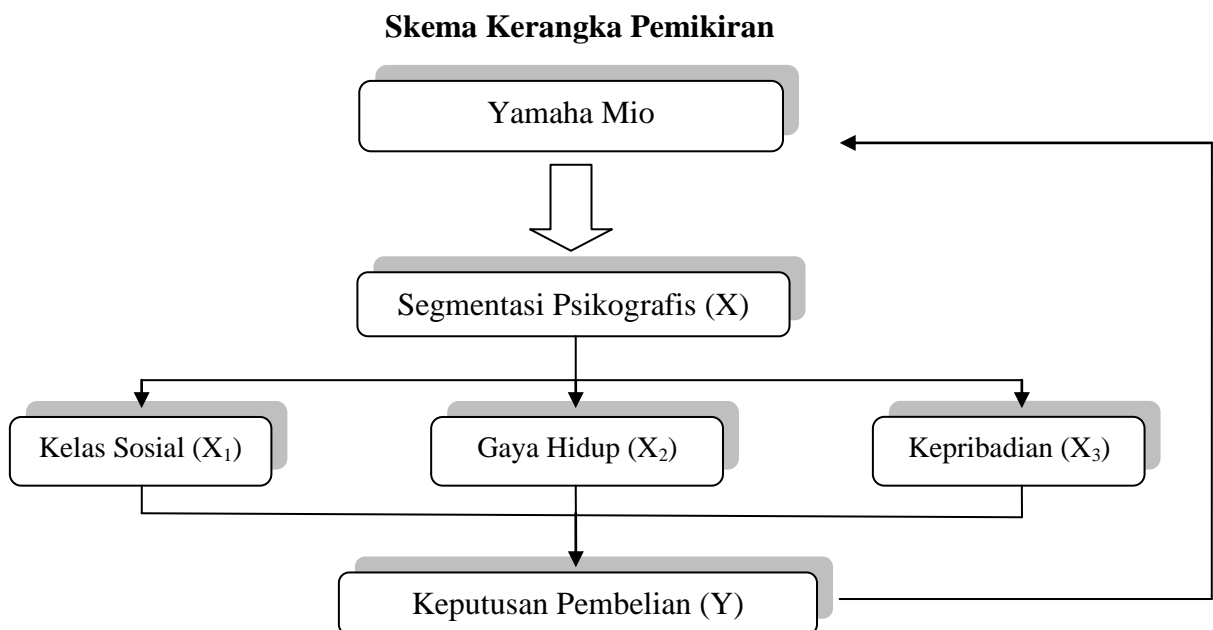 Skema Kerangka Pemikiran
Yamaha Mio
Segmentasi Psikografis (X)
Kelas Sosial (X₁)
Gaya Hidup (X₂)
Kepribadian (X₃)
Keputusan Pembelian (Y)